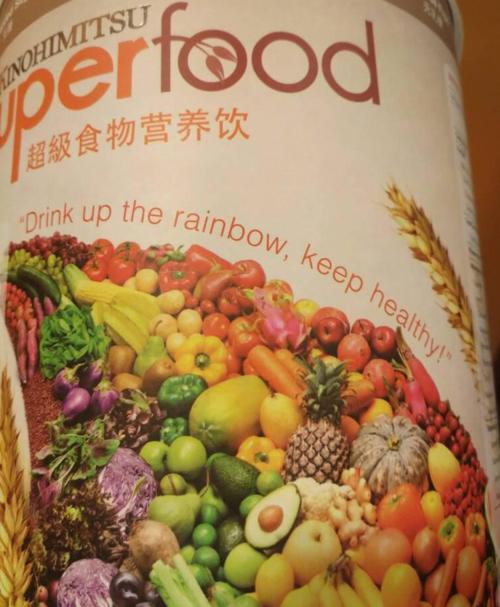 KINOHIMITSU
uperfood
超級食物营养饮
“Drink up the rainbow, keep healthy!”